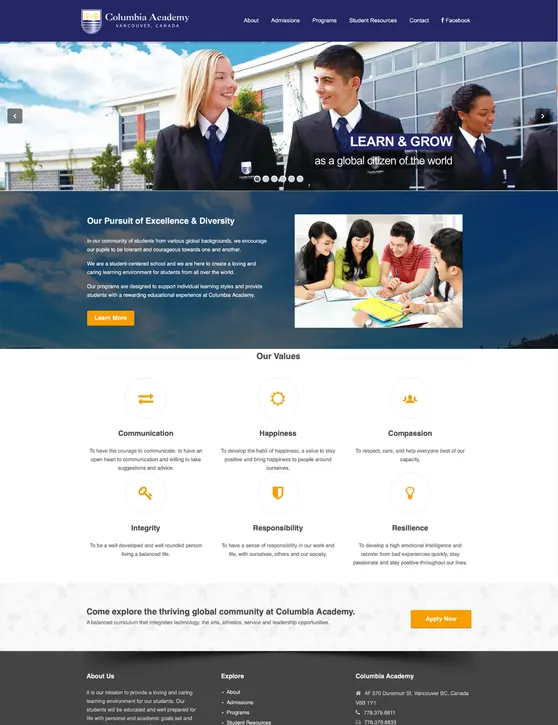 Columbia Academy
VANCOUVER, CANADA
About Admissions Programs Student Resources Contact Facebook
LEARN & GROW
as a global citizen of the world
Our Pursuit of Excellence & Diversity
In our community of students from various global backgrounds, we encourage
our pupils to be tolerant and courageous towards one and another.
We are a student-centered school and we are here to create a loving and
caring learning environment for students from all over the world.
Our programs are designed to support individual learning styles and provide
students with a rewarding educational experience at Columbia Academy.
Learn More
Our Values
Communication
To have the courage to communicate, to have an
open heart to communication and willing to take
suggestions and advice.
Happiness
To develop the habit of happiness, a value to stay
positive and bring happiness to people around
ourselves.
Compassion
To respect, care, and help everyone best of our
capacity.
Integrity
To be a well developed and well rounded person
living a balanced life.
Responsibility
To have a sense of responsibility in our work and
life, with ourselves, others and our society.
Resilience
To develop a high emotional intelligence and
recover from bad experiences quickly, stay
passionate and stay positive throughout our lives.
Come explore the thriving global community at Columbia Academy.
A balanced curriculum that integrates technology, the arts, athletics, service and leadership opportunities.
Apply Now
About Us
It is our mission to provide a loving and caring
learning environment for our students. Our
students will be educated and well prepared for
life with personal and academic goals set and
Explore
About
Admissions
Programs
Student Resources
Columbia Academy
4F 570 Dunsmuir St, Vancouver BC, Canada
V6B 1Y1
778.379.6811
778.379.6833